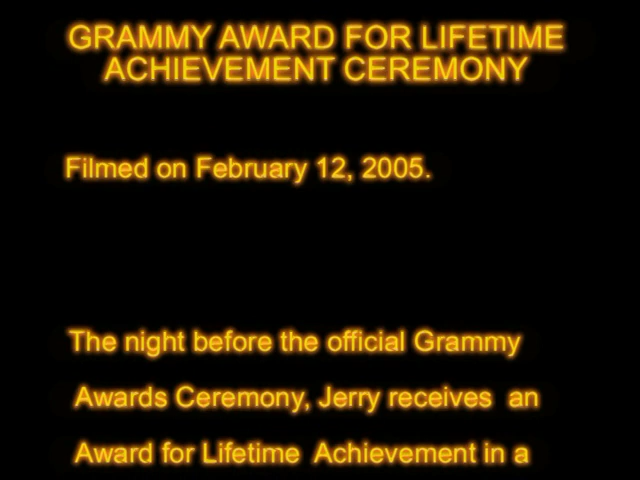 GRAMMY AWARD FOR LIFETIME
ACHIEVEMENT CEREMONY
Filmed on February 12, 2005.
The night before the official Grammy
Awards Ceremony, Jerry receives an
Award for Lifetime Achievement in a